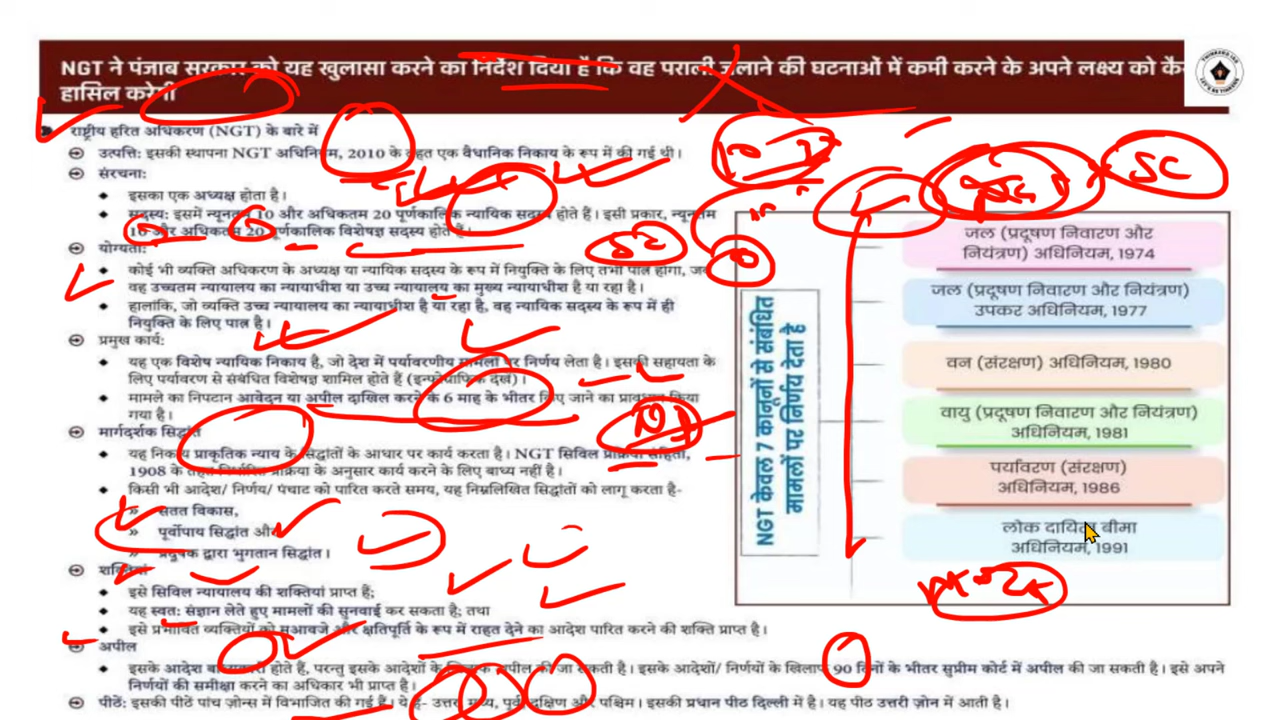 NGT ने पंजाब सरकार को यह खुलासा करने का निर्देश दिया है कि वह पराली जलाने की घटनाओं में कमी करने के अपने लक्ष्य को कै
हासिल करेगी
राष्ट्रीय हरित अधिकरण (NGT) के बारे में
उत्पत्ति: इसकी स्थापना NGT अधिनियम, 2010 के तहत एक वैधानिक निकाय के रूप में की गई थी।
संरचना:
इसका एक अध्यक्ष होता है।
सदस्य: इसमें न्यूनतम 10 और अधिकतम 20 पूर्णकालिक न्यायिक सदस्य होते हैं। इसी प्रकार, न्यूनतम
10 और अधिकतम 20 पूर्णकालिक विशेषज्ञ सदस्य होते हैं।
योग्यता:
कोई भी व्यक्ति अधिकरण के अध्यक्ष या न्यायिक सदस्य के रूप में नियुक्ति के लिए तभी पात्र होगा, ज
वह उच्चतम न्यायालय का न्यायाधीश या उच्च न्यायालय का मुख्य न्यायाधीश है या रहा है।
हालांकि, जो व्यक्ति उच्च न्यायालय का न्यायाधीश है या रहा है, वह न्यायिक सदस्य के रूप में ही
नियुक्ति के लिए पात्र है।
प्रमुख कार्य:
यह एक विशेष न्यायिक निकाय है, जो देश में पर्यावरणीय मामलों पर निर्णय लेता है। इसकी सहायता के
लिए पर्यावरण से संबंधित विशेषज्ञ शामिल होते हैं (इन्फोग्राफिक देखें)।
मामले का निपटान आवेदन या अपील दाखिल करने के 6 माह के भीतर किए जाने का प्रावधान किया
गया है।
मार्गदर्शक सिद्धांत
यह निकाय प्राकृतिक न्याय के सिद्धांतों के आधार पर कार्य करता है। NGT सिविल प्रक्रिया संहिता,
1908 के तहत निर्धारित प्रक्रिया के अनुसार कार्य करने के लिए बाध्य नहीं है।
किसी भी आदेश/ निर्णय/ पंचाट को पारित करते समय, यह निम्नलिखित सिद्धांतों को लागू करता है-
सतत विकास,
पूर्वोपाय सिद्धांत और
प्रदूषक द्वारा भुगतान सिद्धांत।
शक्तियां
इसे सिविल न्यायालय की शक्तियां प्राप्त हैं;
यह स्वत: संज्ञान लेते हुए मामलों की सुनवाई कर सकता है; तथा
इसे प्रभावित व्यक्तियों को मुआवजे और क्षतिपूर्ति के रूप में राहत देने का आदेश पारित करने की शक्ति प्राप्त है।
अपील
इसके आदेश बाध्यकारी होते हैं, परन्तु इसके आदेशों के खिलाफ अपील की जा सकती है। इसके आदेशों/ निर्णयों के खिलाफ 90 दिनों के भीतर सुप्रीम कोर्ट में अपील की जा सकती है। इसे अपने
निर्णयों की समीक्षा करने का अधिकार भी प्राप्त है।
पीठें: इसकी पीठें पांच ज़ोन्स में विभाजित की गई हैं। ये हैं- उत्तर, मध्य, पूर्व, दक्षिण और पश्चिम। इसकी प्रधान पीठ दिल्ली में है। यह पीठ उत्तरी ज़ोन में आती है।
SC
NGT केवल 7 कानूनों से संबंधित
मामलों पर निर्णय देता है
जल (प्रदूषण निवारण और
नियंत्रण) अधिनियम, 1974
जल (प्रदूषण निवारण और नियंत्रण)
उपकर अधिनियम, 1977
वन (संरक्षण) अधिनियम, 1980
वायु (प्रदूषण निवारण और नियंत्रण)
अधिनियम, 1981
पर्यावरण (संरक्षण)
अधिनियम, 1986
लोक दायित्व बीमा
अधिनियम, 1991